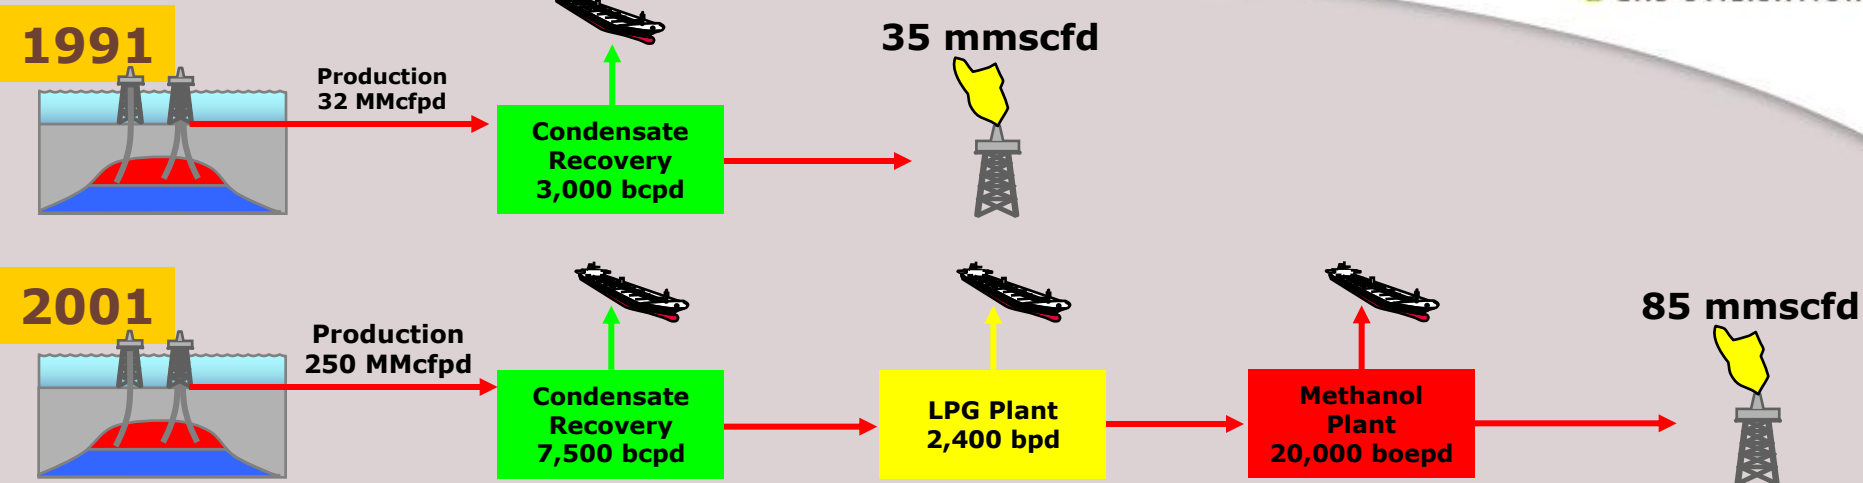 1991
Production
32 MMcfpd
Condensate
Recovery
3,000 bcpd
35 mmscfd
2001
Production
250 MMcfpd
Condensate
Recovery
7,500 bcpd
LPG Plant
2,400 bpd
Methanol
Plant
20,000 boepd
85 mmscfd